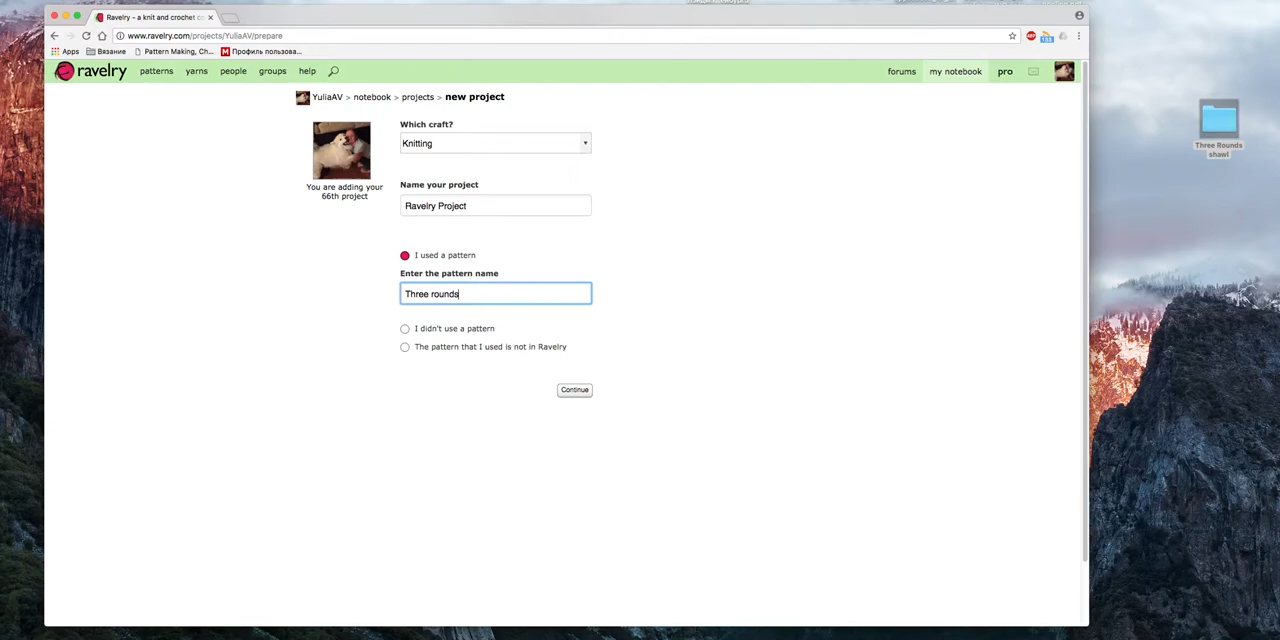 Ravelry - a knit and crochet c
www.ravelry.com/projects/YuliaAV/prepare
Apps Вязание Pattern Making, Ch... M Профиль пользова...
ravelry patterns yarns people groups help forums my notebook pro
YuliaAV > notebook > projects > new project
Which craft?
Knitting
You are adding your
66th project
Name your project
Ravelry Project
I used a pattern
Enter the pattern name
Three rounds
I didn't use a pattern
The pattern that I used is not in Ravelry
Continue
Three Rounds
shawl